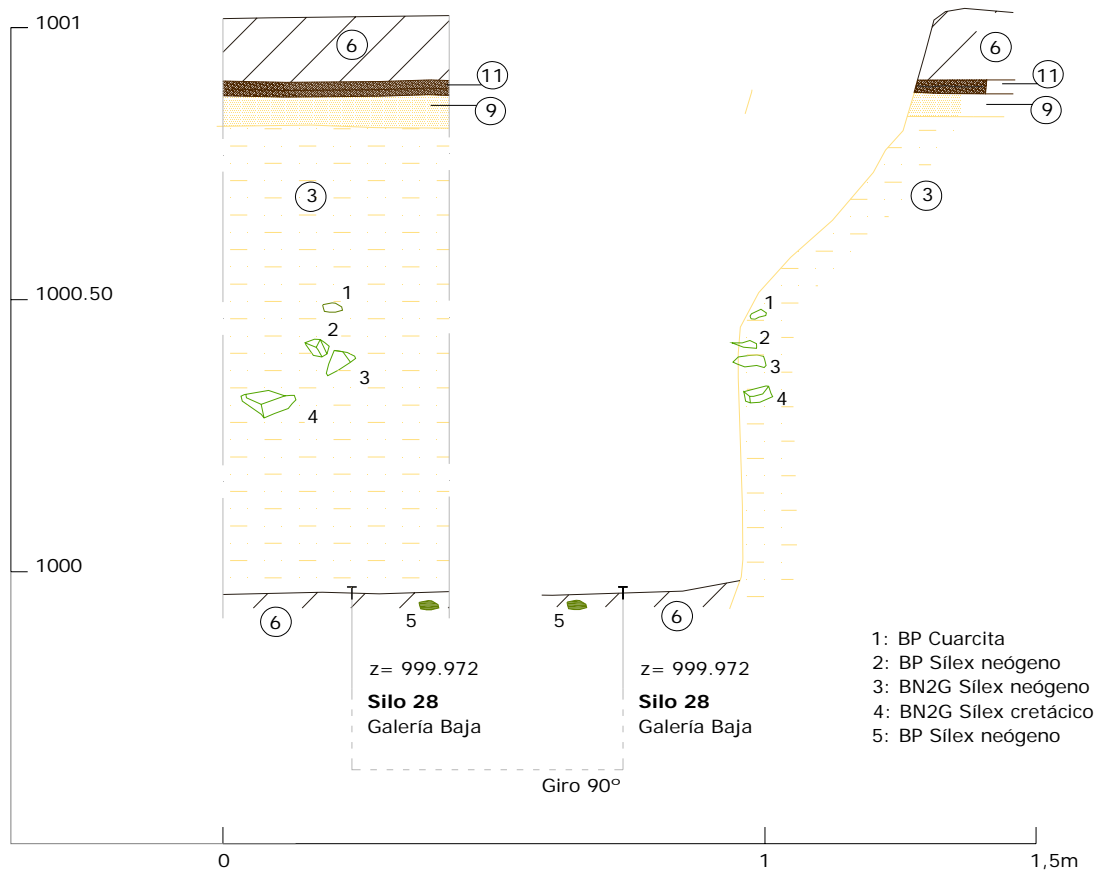 1001
6
6
11
11
9
9
3
3
1000.50
1
1
2
2
3
3
4
4
1000
5
6
5
6
z= 999.972
Silo 28
Galería Baja
z= 999.972
Silo 28
Galería Baja
Giro 90º
1: BP Cuarcita
2: BP Sílex neógeno
3: BN2G Sílex neógeno
4: BN2G Sílex cretácico
5: BP Sílex neógeno
0
1
1,5m